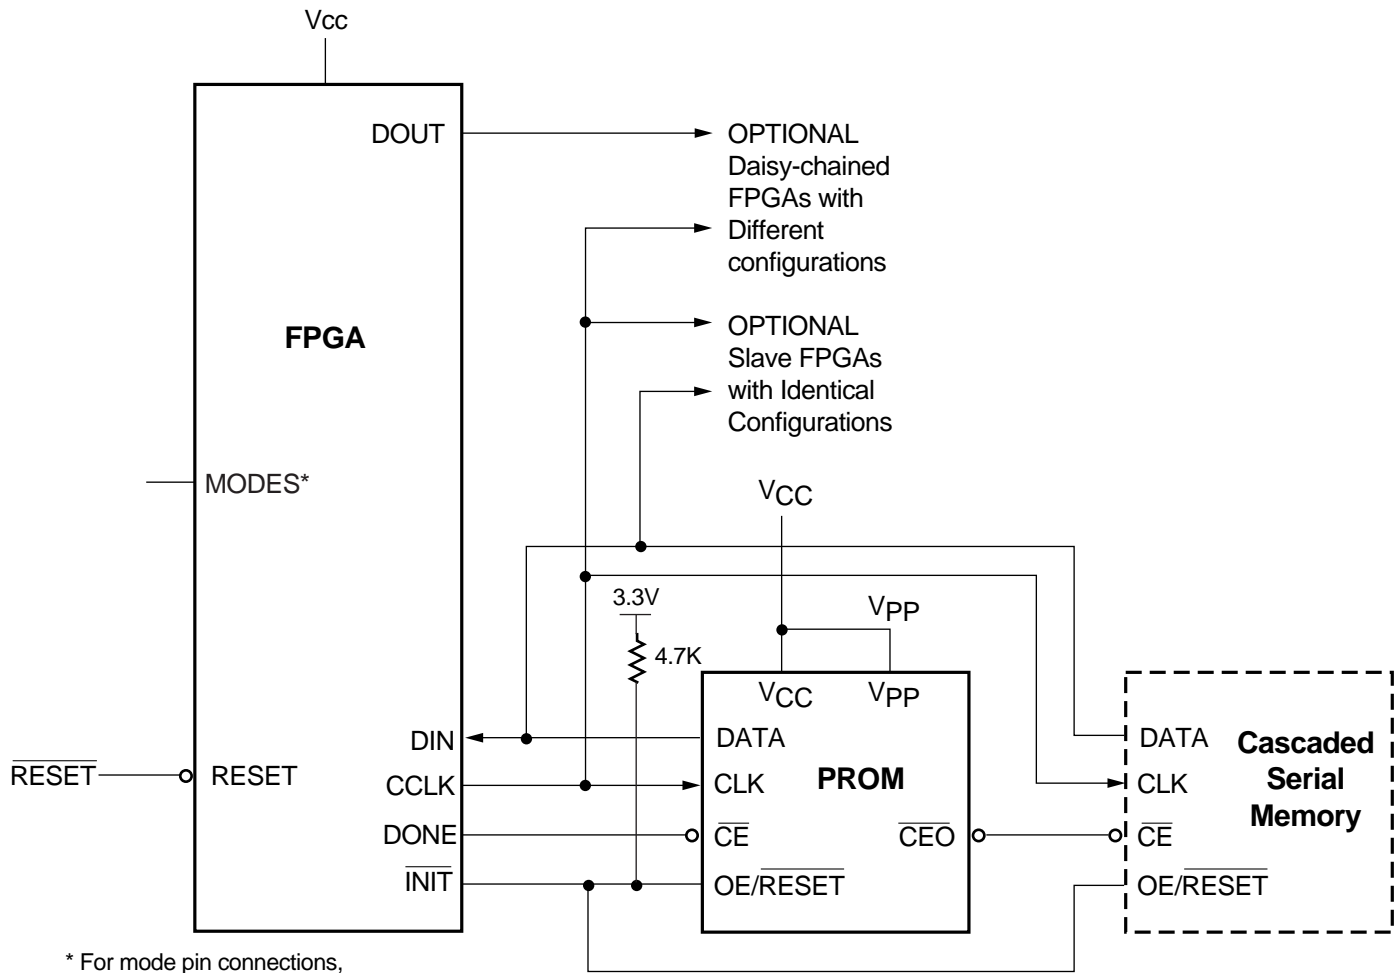 Vcc
DOUT
OPTIONAL
Daisy-chained
FPGAs with
Different
configurations
FPGA
OPTIONAL
Slave FPGAs
with Identical
Configurations
MODES*
VCC
3.3V
VPP
4.7K
VCC
VPP
DIN
DATA
DATA
Cascaded
Serial
Memory
RESET
RESET
CCLK
CLK
PROM
CLK
DONE
CE
CEO
CE
INIT
OE/RESET
OE/RESET
* For mode pin connections,